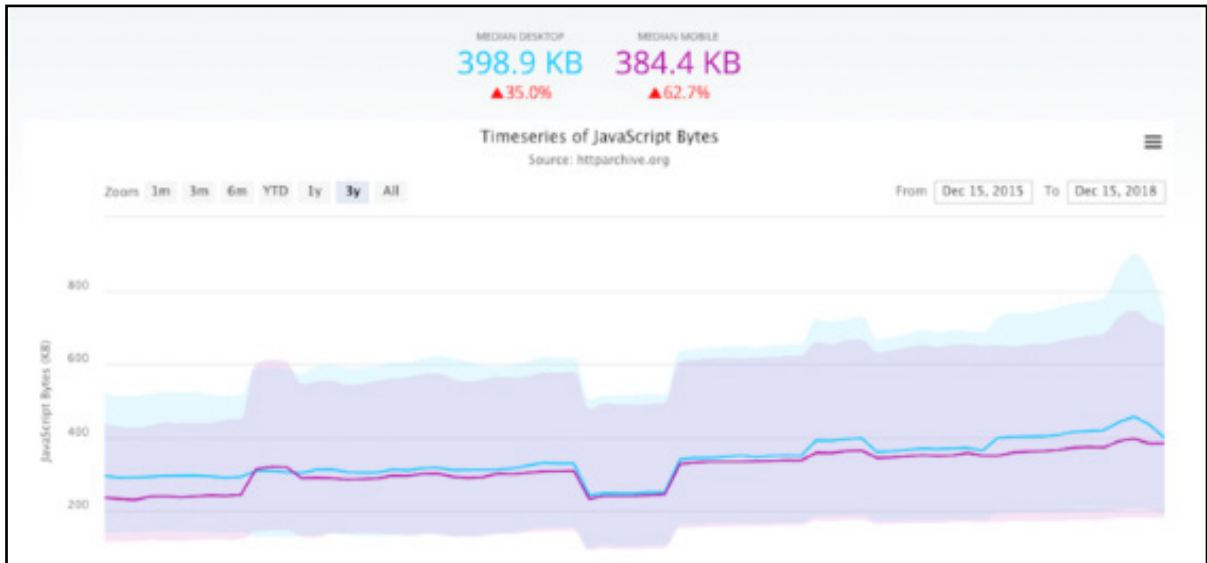 MEDIAN DESKTOP MEDIAN MOBILE
398.9 KB 384.4 KB
▲35.0% ▲62.7%
Timeseries of JavaScript Bytes
Source: httparchive.org
Zoom 1m 3m 6m YTD 1y 3y All From Dec 15, 2015 To Dec 15, 2018
800
600
400
200
JavaScript Bytes (KB)